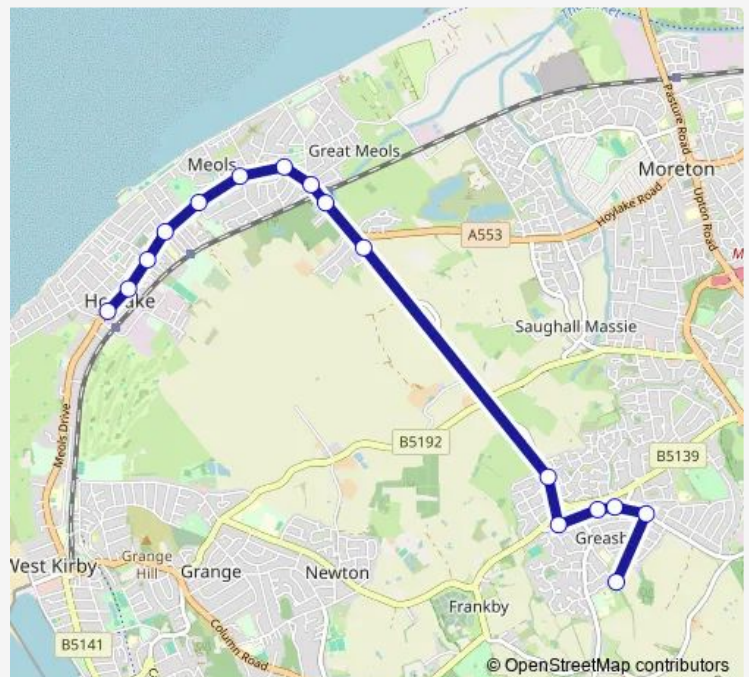 Pasture Road
Meols
Great Meols
Moreton
Upton Road
Hoylake Road
A553
M
Saughall Massie
Meols Drive
B5192
B5139
Greas
West Kirby
Grange
Hill
Grange
Newton
Frankby
Column Road
B5141
© OpenStreetMap contributors